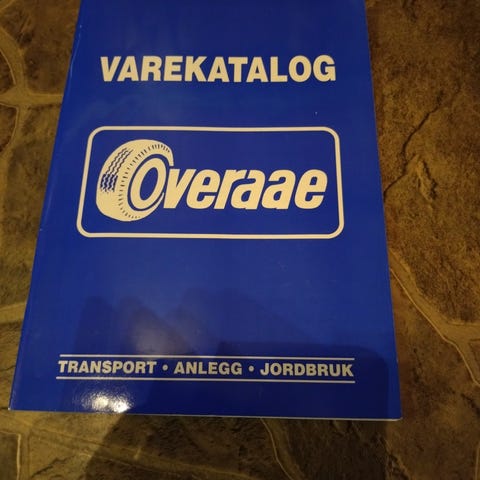 VAREKATALOG
Overaae
TRANSPORT • ANLEGG • JORDBRUK